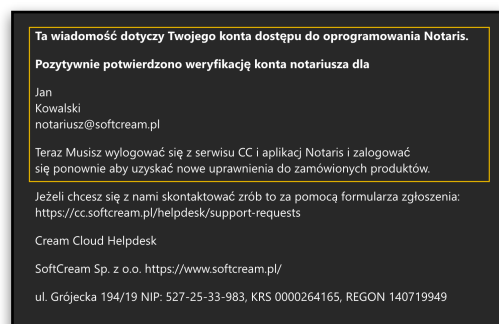 Ta wiadomość dotyczy Twojego konta dostępu do oprogramowania Notaris.
Pozytywnie potwierdzono weryfikację konta notariusza dla
Jan
Kowalski
notariusz@softcream.pl
Teraz Musisz wylogować się z serwisu CC i aplikacj Notaris i zalogować
się ponownie aby uzyskać nowe uprawnienia do zamówionych produktów.
Jeżeli chcesz się z nami skontaktować zrób to za pomocą formularza zgłoszenia:
https://cc.softcream.pl/helpdesk/support-requests
Cream Cloud Helpdesk
SoftCream Sp. z o.o. https://www.softcream.pl/
ul. Grójecka 194/19 NIP: 527-25-33-983, KRS 0000264165, REGON 140719949